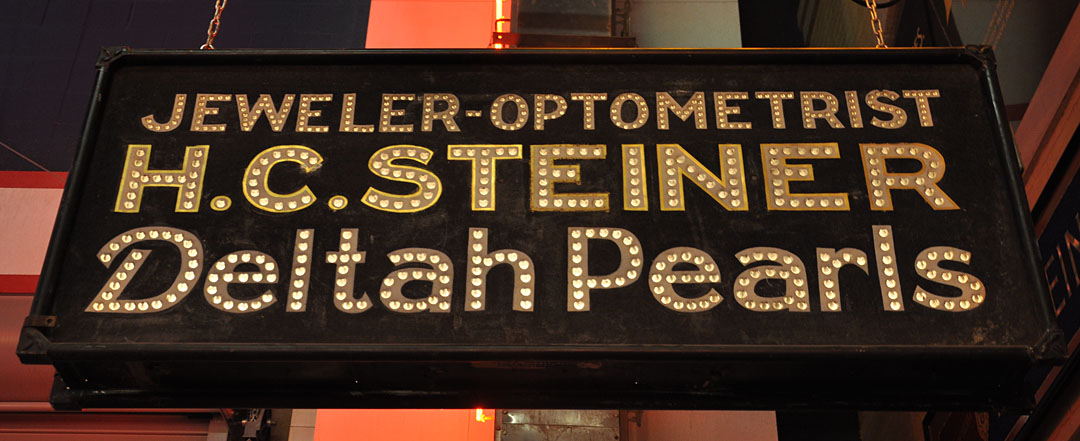 JEWELER-OPTOMETRIST
H.C. STEINER
Deltah Pearls